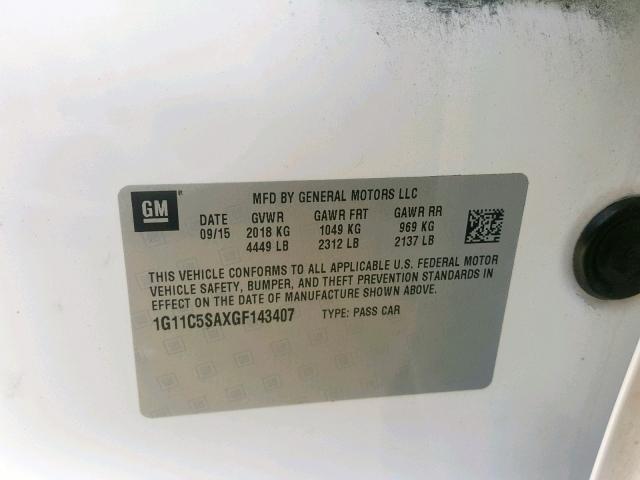 GM
MFD BY GENERAL MOTORS LLC
DATE GVWR GAWR FRT GAWR RR
09/15 2018 KG 1049 KG 969 KG
4449 LB 2312 LB 2137 LB
THIS VEHICLE CONFORMS TO ALL APPLICABLE U.S. FEDERAL MOTOR
VEHICLE SAFETY, BUMPER, AND THEFT PREVENTION STANDARDS IN
EFFECT ON THE DATE OF MANUFACTURE SHOWN ABOVE.
1G11C5SAXGF143407 TYPE: PASS CAR